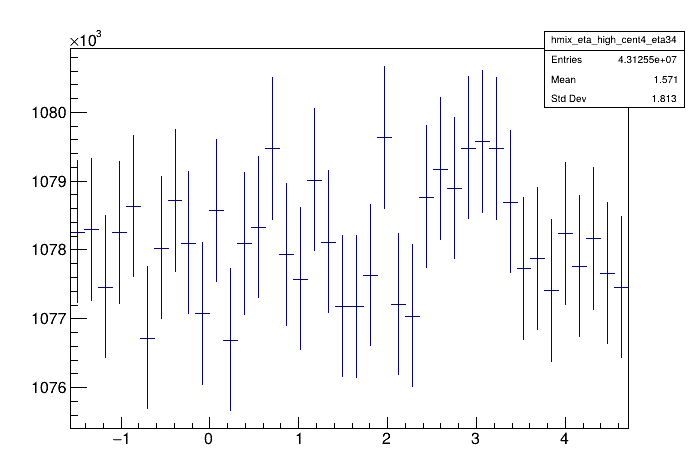 ×10³
hmix_eta_high_cent4_eta34
Entries 4.31255e+07
Mean 1.571
Std Dev 1.813
1080
1079
1078
1077
1076
−1 0 1 2 3 4